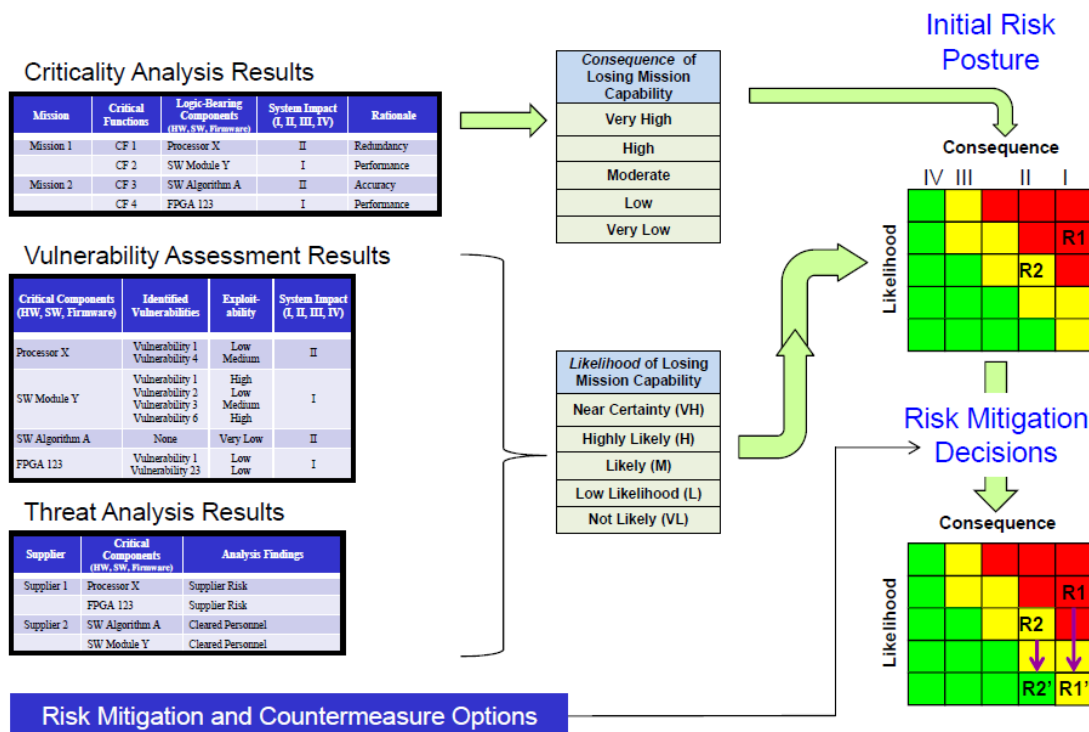 Initial Risk
Posture
Criticality Analysis Results
Mission Critical Functions Logic-Bearing Components (HW, SW, Firmware) System Impact (I, II, III, IV) Rationale
Mission 1 CF 1 Processor X II Redundancy
CF 2 SW Module Y I Performance
Mission 2 CF 3 SW Algorithm A II Accuracy
CF 4 FPGA 123 I Performance
Consequence of
Losing Mission
Capability
Very High
High
Moderate
Low
Very Low
Consequence
IV III II I
Likelihood
R1
R2
Vulnerability Assessment Results
Critical Components (HW, SW, Firmware) Identified Vulnerabilities Exploit-ability System Impact (I, II, III, IV)
Processor X Vulnerability 1 Low II
Vulnerability 4 Medium
SW Module Y Vulnerability 1 High I
Vulnerability 2 Low
Vulnerability 3 Medium
Vulnerability 6 High
SW Algorithm A None Very Low II
FPGA 123 Vulnerability 1 Low I
Vulnerability 23 Low
Likelihood of Losing
Mission Capability
Near Certainty (VH)
Highly Likely (H)
Likely (M)
Low Likelihood (L)
Not Likely (VL)
Risk Mitigation
Decisions
Threat Analysis Results
Supplier Critical Components (HW, SW, Firmware) Analysis Findings
Supplier 1 Processor X Supplier Risk
FPGA 123 Supplier Risk
Supplier 2 SW Algorithm A Cleared Personnel
SW Module Y Cleared Personnel
Consequence
Likelihood
R1
R2
R2' R1'
Risk Mitigation and Countermeasure Options